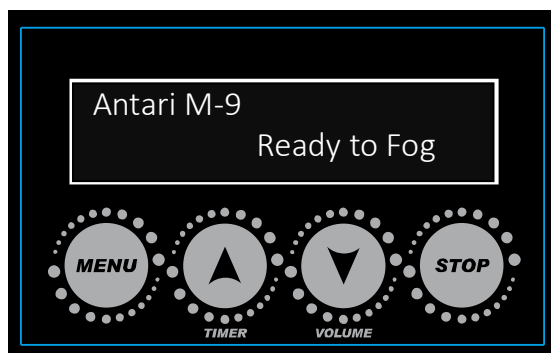 Antari M-9
Ready to Fog
MENU
STOP
TIMER
VOLUME